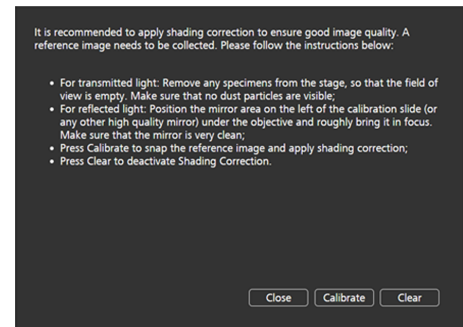 It is recommended to apply shading correction to ensure good image quality. A
reference image needs to be collected. Please follow the instructions below:
• For transmitted light: Remove any specimens from the stage, so that the field of
view is empty. Make sure that no dust particles are visible;
• For reflected light: Position the mirror area on the left of the calibration slide (or
any other high quality mirror) under the objective and roughly bring it in focus.
Make sure that the mirror is very clean;
• Press Calibrate to snap the reference image and apply shading correction;
• Press Clear to deactivate Shading Correction.
Close Calibrate Clear